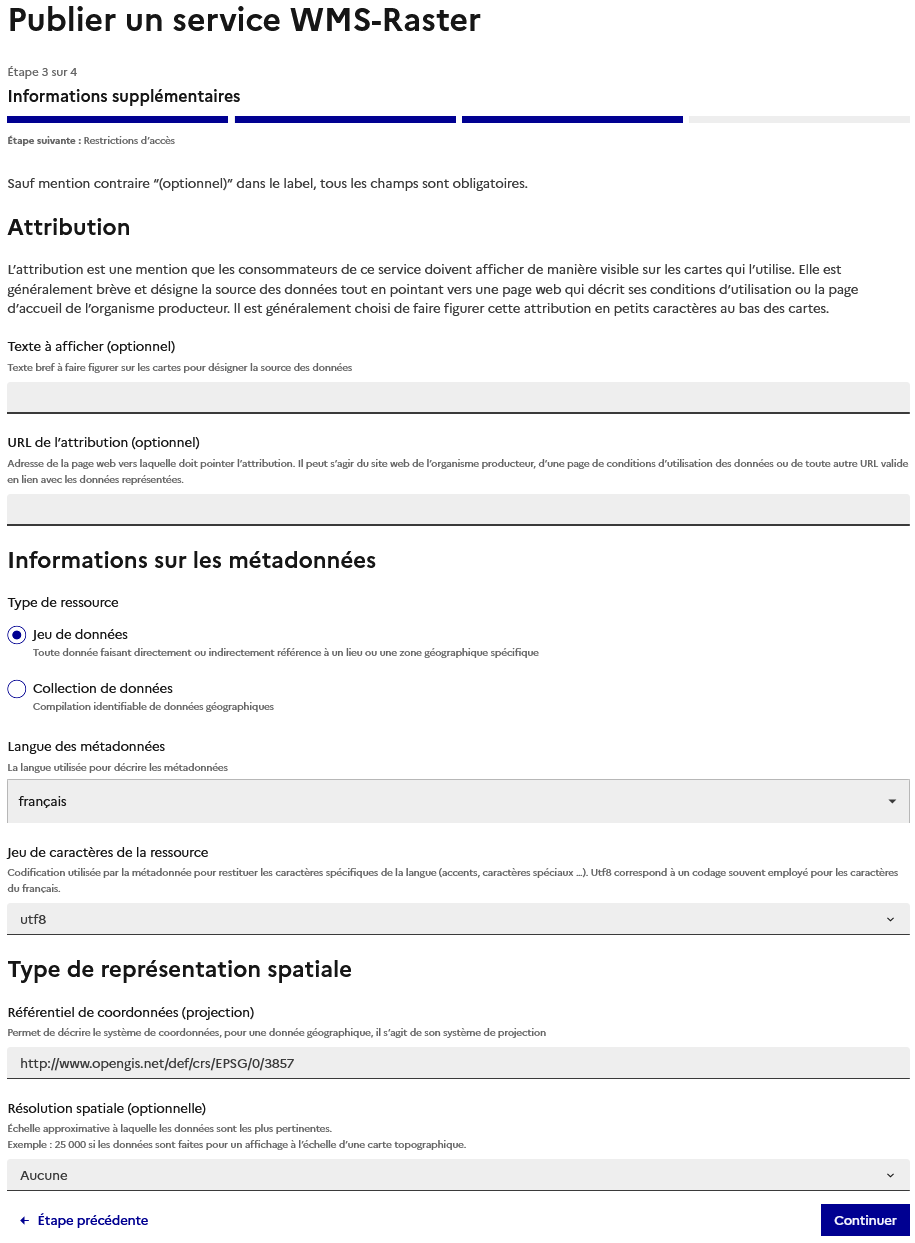 Publier un service WMS-Raster
Étape 3 sur 4
Informations supplémentaires
Étape suivante : Restrictions d’accès
Sauf mention contraire “(optionnel)” dans le label, tous les champs sont obligatoires.
Attribution
L’attribution est une mention que les consommateurs de ce service doivent afficher de manière visible sur les cartes qui l’utilise. Elle est
généralement brève et désigne la source des données tout en pointant vers une page web qui décrit ses conditions d’utilisation ou la page
d’accueil de l’organisme producteur. Il est généralement choisi de faire figurer cette attribution en petits caractères au bas des cartes.
Texte à afficher (optionnel)
Texte bref à faire figurer sur les cartes pour désigner la source des données
URL de l’attribution (optionnel)
Adresse de la page web vers laquelle doit pointer l’attribution. Il peut s’agir du site web de l’organisme producteur, d’une page de conditions d’utilisation des données ou de toute autre URL valide
en lien avec les données représentées.
Informations sur les métadonnées
Type de ressource
Jeu de données
Toute donnée faisant directement ou indirectement référence à un lieu ou une zone géographique spécifique
Collection de données
Compilation identifiable de données géographiques
Langue des métadonnées
La langue utilisée pour décrire les métadonnées
français
Jeu de caractères de la ressource
Codification utilisée par la métadonnée pour restituer les caractères spécifiques de la langue (accents, caractères spéciaux ...). Utf8 correspond à un codage souvent employé pour les caractères
du français.
utf8
Type de représentation spatiale
Référentiel de coordonnées (projection)
Permet de décrire le système de coordonnées, pour une donnée géographique, il s’agit de son système de projection
http://www.opengis.net/def/crs/EPSG/0/3857
Résolution spatiale (optionnelle)
Échelle approximative à laquelle les données sont les plus pertinentes.
Exemple : 25 000 si les données sont faites pour un affichage à l’échelle d’une carte topographique.
Aucune
← Étape précédente
Continuer